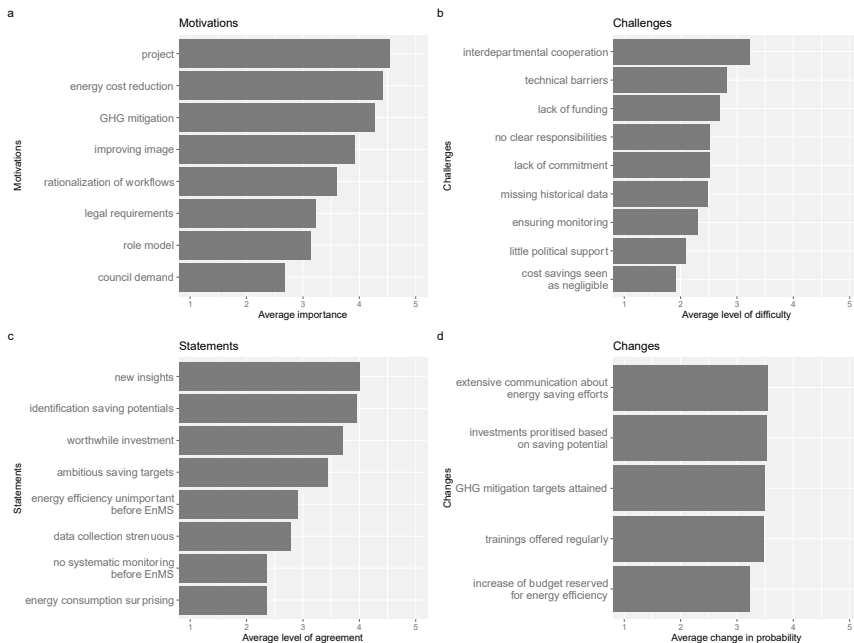 a
Motivations
Motivations
project
energy cost reduction
GHG mitigation
improving image
rationalization of workflows
legal requirements
role model
council demand
1 2 3 4 5
Average importance
b
Challenges
Challenges
interdepartmental cooperation
technical barriers
lack of funding
no clear responsibilities
lack of commitment
missing historical data
ensuring monitoring
little political support
cost savings seen
as negligible
1 2 3 4 5
Average level of difficulty
c
Statements
Statements
new insights
identification saving potentials
worthwhile investment
ambitious saving targets
energy efficiency unimportant
before EnMS
data collection strenuous
no systematic monitoring
before EnMS
energy consumption surprising
1 2 3 4 5
Average level of agreement
d
Changes
Changes
extensive communication about
energy saving efforts
investments proritised based
on saving potential
GHG mitigation targets attained
trainings offered regularly
increase of budget reserved
for energy efficiency
1 2 3 4 5
Average change in probability